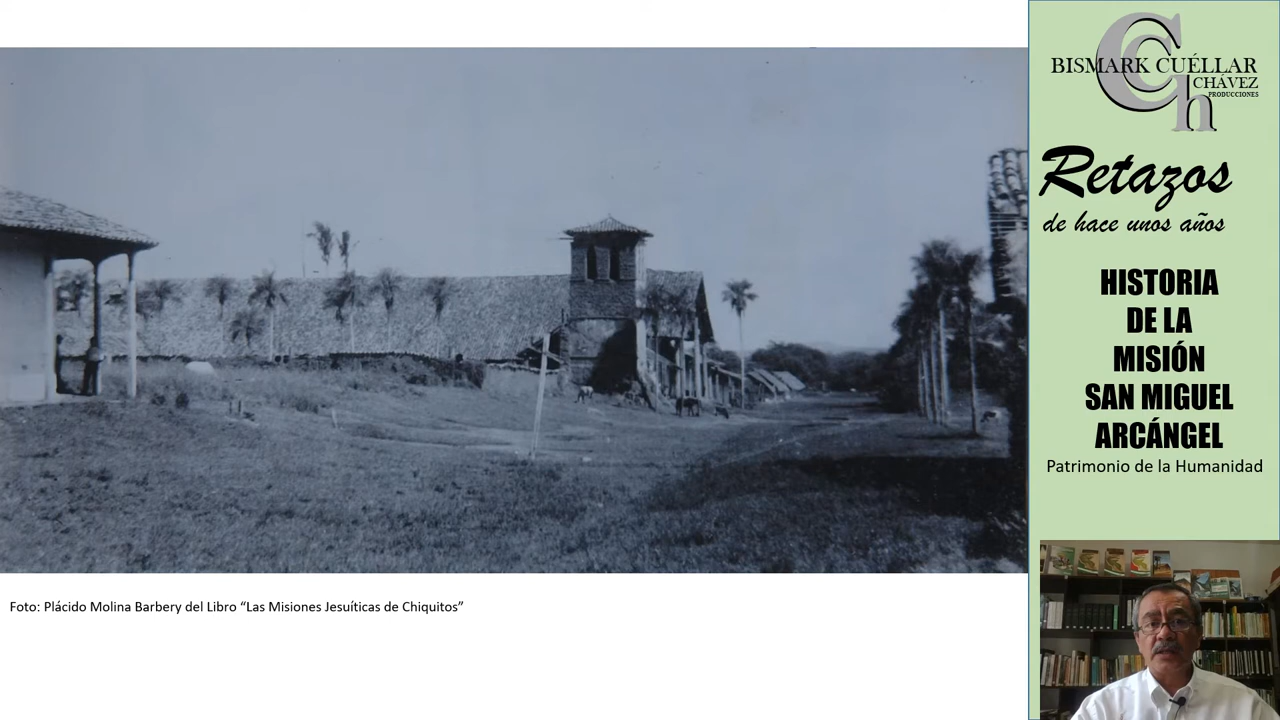 BISMARK CUÉLLAR
CHÁVEZ
PRODUCCIONES
Retazos
de hace unos años
HISTORIA
DE LA
MISIÓN
SAN MIGUEL
ARCÁNGEL
Patrimonio de la Humanidad
Foto: Plácido Molina Barbery del Libro “Las Misiones Jesuíticas de Chiquitos”